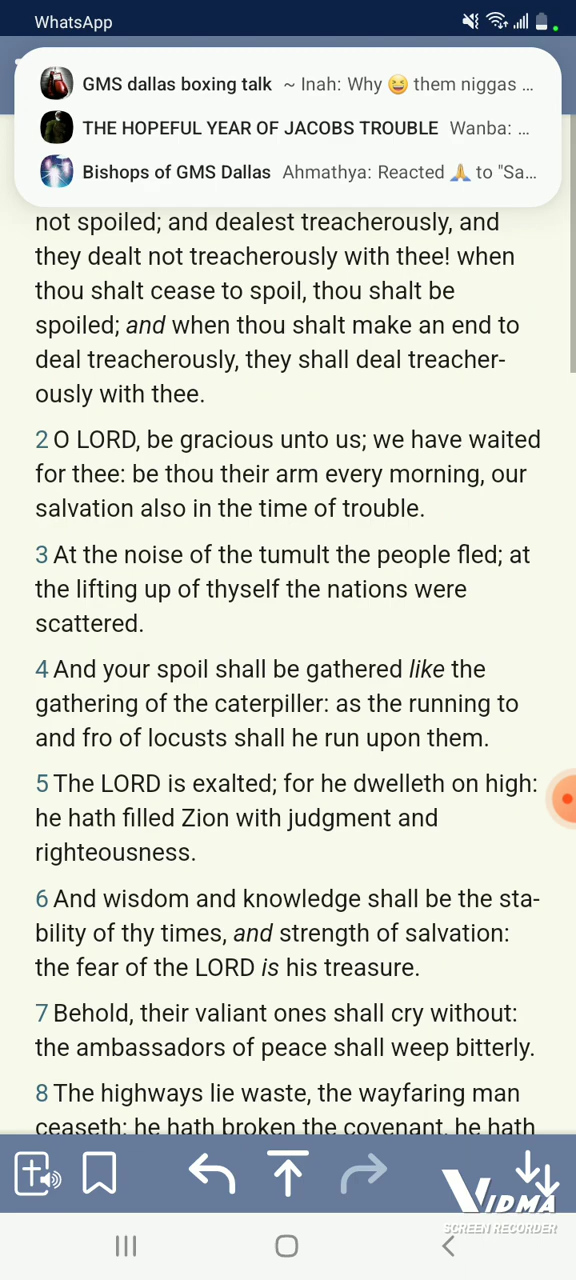 WhatsApp
GMS dallas boxing talk ~ Inah: Why 😆 them niggas ...
THE HOPEFUL YEAR OF JACOBS TROUBLE Wanba: ...
Bishops of GMS Dallas Ahmathya: Reacted 🙏 to "Sa...
not spoiled; and dealest treacherously, and
they dealt not treacherously with thee! when
thou shalt cease to spoil, thou shalt be
spoiled; and when thou shalt make an end to
deal treacherously, they shall deal treacher-
ously with thee.
2 O LORD, be gracious unto us; we have waited
for thee: be thou their arm every morning, our
salvation also in the time of trouble.
3 At the noise of the tumult the people fled; at
the lifting up of thyself the nations were
scattered.
4 And your spoil shall be gathered like the
gathering of the caterpiller: as the running to
and fro of locusts shall he run upon them.
5 The LORD is exalted; for he dwelleth on high:
he hath filled Zion with judgment and
righteousness.
6 And wisdom and knowledge shall be the sta-
bility of thy times, and strength of salvation:
the fear of the LORD is his treasure.
7 Behold, their valiant ones shall cry without:
the ambassadors of peace shall weep bitterly.
8 The highways lie waste, the wayfaring man
ceaseth: he hath broken the covenant, he hath
VIDMA
SCREEN RECORDER